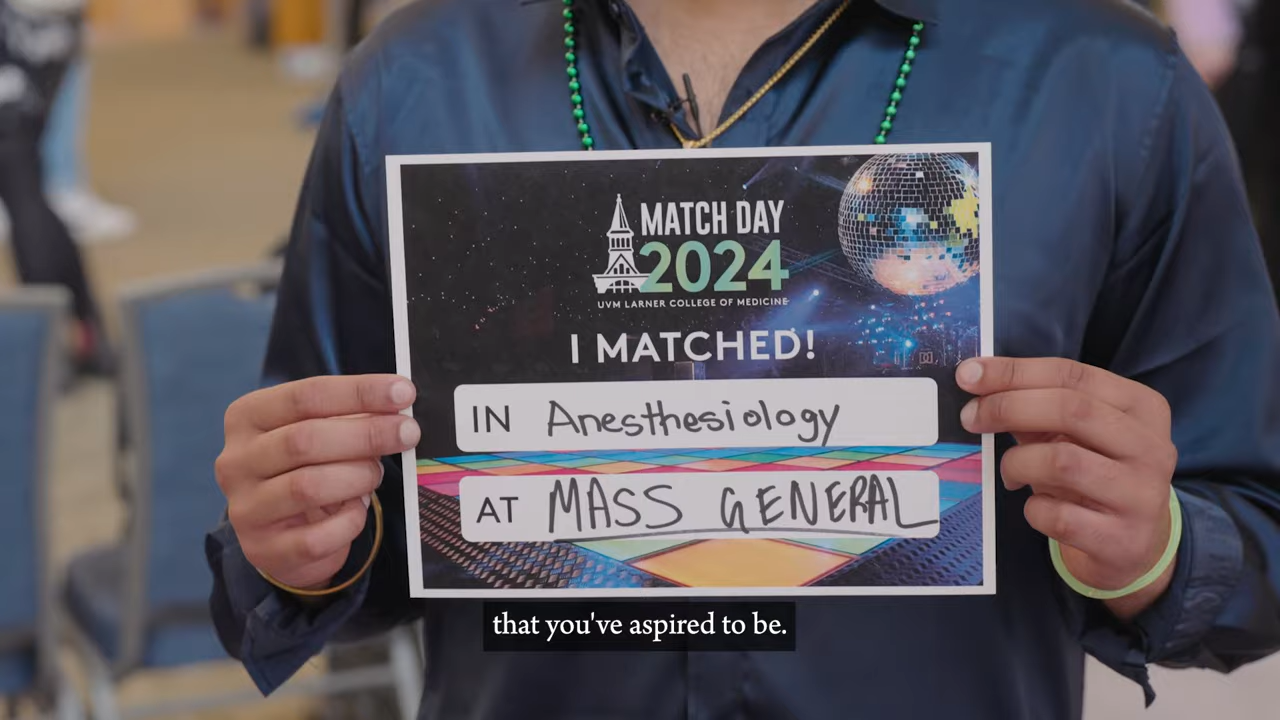 MATCH DAY
2024
UVM LARNER COLLEGE OF MEDICINE
I MATCHED!
IN Anesthesiology
AT MASS GENERAL
that you've aspired to be.